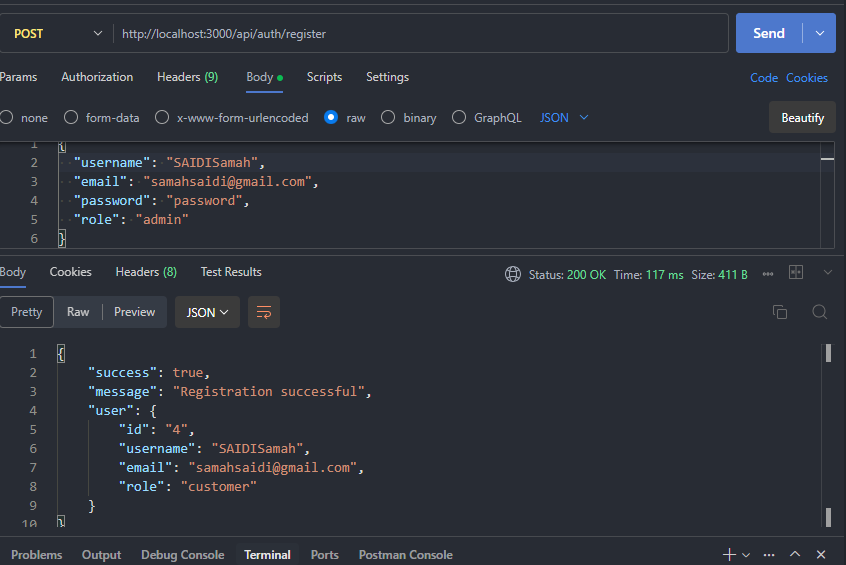 POST http://localhost:3000/api/auth/register Send
Params Authorization Headers (9) Body Scripts Settings Code Cookies
none form-data x-www-form-urlencoded raw binary GraphQL JSON Beautify
1 {
2 "username": "SAIDISamah",
3 "email": "samahsaidi@gmail.com",
4 "password": "password",
5 "role": "admin"
6 }
Body Cookies Headers (8) Test Results Status: 200 OK Time: 117 ms Size: 411 B
Pretty Raw Preview JSON
1 {
2 "success": true,
3 "message": "Registration successful",
4 "user": {
5 "id": "4",
6 "username": "SAIDISamah",
7 "email": "samahsaidi@gmail.com",
8 "role": "customer"
9 }
10 }
Problems Output Debug Console Terminal Ports Postman Console